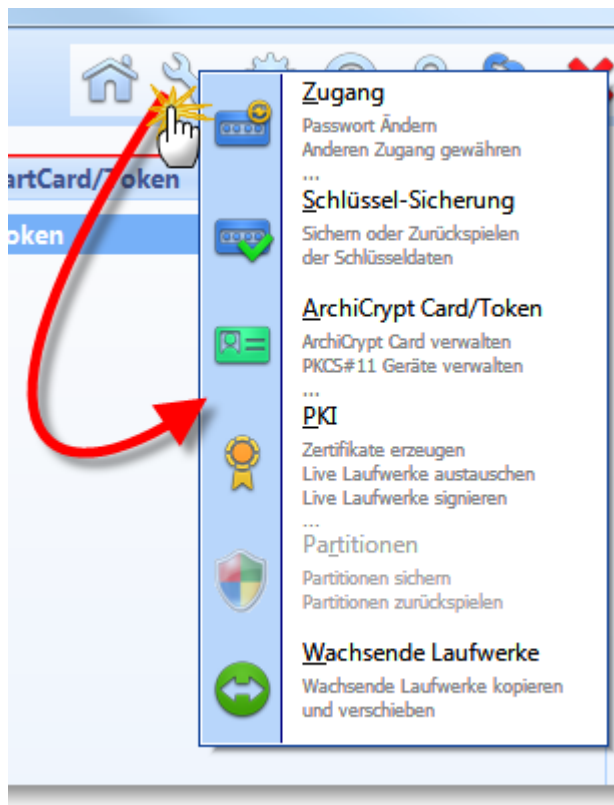 artCard/Token
oken
Zugang
Passwort Ändern
Anderen Zugang gewähren
...
Schlüssel-Sicherung
Sichern oder Zurückspielen
der Schlüsseldaten
ArchiCrypt Card/Token
ArchiCrypt Card verwalten
PKCS#11 Geräte verwalten
...
PKI
Zertifikate erzeugen
Live Laufwerke austauschen
Live Laufwerke signieren
...
Partitionen
Partitionen sichern
Partitionen zurückspielen
Wachsende Laufwerke
Wachsende Laufwerke kopieren
und verschieben